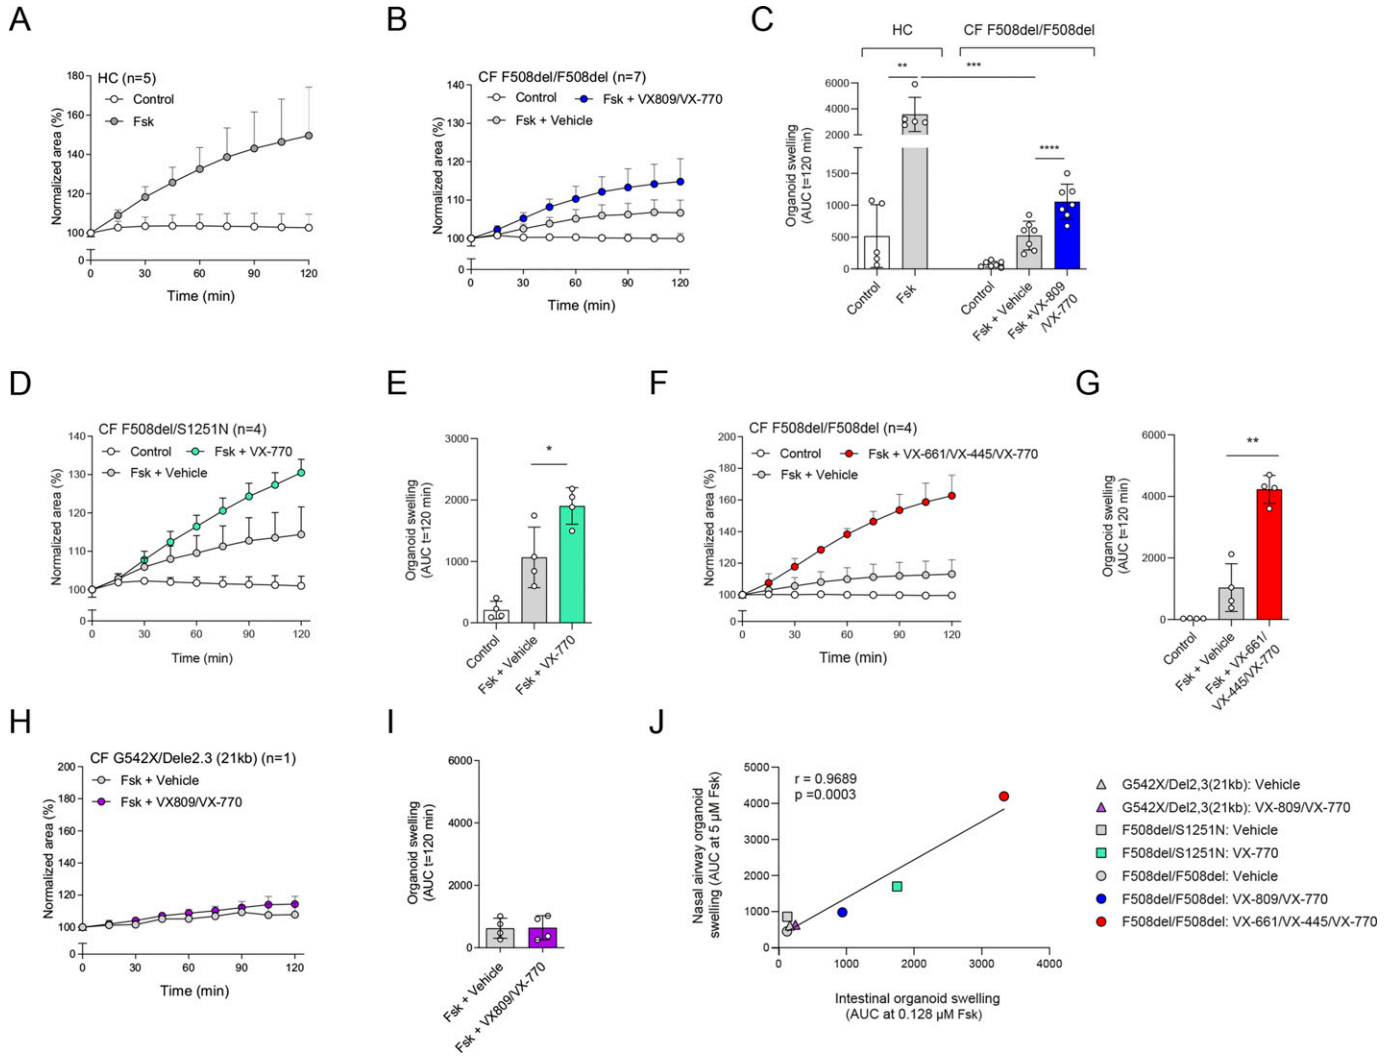 A
HC (n=5)
Control
Fsk
Normalized area (%)
180
160
140
120
100
0
0
30
60
90
120
Time (min)
B
CF F508del/F508del (n=7)
Control
Fsk + VX809/VX-770
Fsk + Vehicle
Normalized area (%)
140
130
120
110
100
0
0
30
60
90
120
Time (min)
C
HC
CF F508del/F508del
**
***
****
Organoid swelling
(AUC t=120 min)
6000
4000
2000
1500
1000
500
0
Control
Fsk
Control
Fsk + Vehicle
Fsk +VX-809
/VX-770
D
CF F508del/S1251N (n=4)
Control
Fsk + VX-770
Fsk + Vehicle
Normalized area (%)
140
130
120
110
100
0
0
30
60
90
120
Time (min)
E
*
Organoid swelling
(AUC t=120 min)
3000
2000
1000
0
Control
Fsk + Vehicle
Fsk + VX-770
F
CF F508del/F508del (n=4)
Control
Fsk + VX-661/VX-445/VX-770
Fsk + Vehicle
Normalized area (%)
200
180
160
140
120
100
0
0
30
60
90
120
Time (min)
G
**
Organoid swelling
(AUC t=120 min)
6000
4000
2000
0
Control
Fsk + Vehicle
Fsk + VX-661/
VX-445/VX-770
H
CF G542X/Dele2.3 (21kb) (n=1)
Fsk + Vehicle
Fsk + VX809/VX-770
Normalized area (%)
200
180
160
140
120
100
0
0
30
60
90
120
Time (min)
I
Organoid swelling
(AUC t=120 min)
6000
4000
2000
0
Fsk + Vehicle
Fsk + VX809/VX-770
J
r = 0.9689
p =0.0003
Nasal airway organoid
swelling (AUC at 5 µM Fsk)
5000
4000
3000
2000
1000
0
0
1000
2000
3000
4000
Intestinal organoid swelling
(AUC at 0.128 µM Fsk)
G542X/Del2,3(21kb): Vehicle
G542X/Del2,3(21kb): VX-809/VX-770
F508del/S1251N: Vehicle
F508del/S1251N: VX-770
F508del/F508del: Vehicle
F508del/F508del: VX-809/VX-770
F508del/F508del: VX-661/VX-445/VX-770